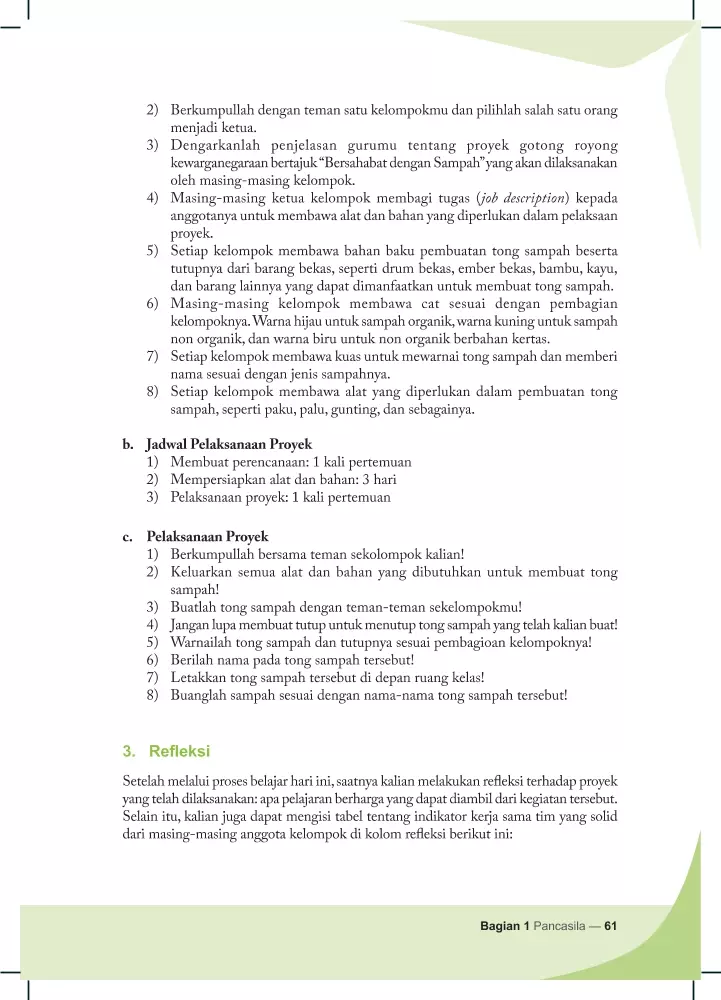 2) Berkumpullah dengan teman satu kelompokmu dan pilihlah salah satu orang
menjadi ketua.
3) Dengarkanlah penjelasan gurumu tentang proyek gotong royong
kewarganegaraan bertajuk “Bersahabat dengan Sampah” yang akan dilaksanakan
oleh masing-masing kelompok.
4) Masing-masing ketua kelompok membagi tugas (job description) kepada
anggotanya untuk membawa alat dan bahan yang diperlukan dalam pelaksaan
proyek.
5) Setiap kelompok membawa bahan baku pembuatan tong sampah beserta
tutupnya dari barang bekas, seperti drum bekas, ember bekas, bambu, kayu,
dan barang lainnya yang dapat dimanfaatkan untuk membuat tong sampah.
6) Masing-masing kelompok membawa cat sesuai dengan pembagian
kelompoknya. Warna hijau untuk sampah organik, warna kuning untuk sampah
non organik, dan warna biru untuk non organik berbahan kertas.
7) Setiap kelompok membawa kuas untuk mewarnai tong sampah dan memberi
nama sesuai dengan jenis sampahnya.
8) Setiap kelompok membawa alat yang diperlukan dalam pembuatan tong
sampah, seperti paku, palu, gunting, dan sebagainya.
b. Jadwal Pelaksanaan Proyek
1) Membuat perencanaan: 1 kali pertemuan
2) Mempersiapkan alat dan bahan: 3 hari
3) Pelaksanaan proyek: 1 kali pertemuan
c. Pelaksanaan Proyek
1) Berkumpullah bersama teman sekolompok kalian!
2) Keluarkan semua alat dan bahan yang dibutuhkan untuk membuat tong
sampah!
3) Buatlah tong sampah dengan teman-teman sekelompokmu!
4) Jangan lupa membuat tutup untuk menutup tong sampah yang telah kalian buat!
5) Warnailah tong sampah dan tutupnya sesuai pembagioan kelompoknya!
6) Berilah nama pada tong sampah tersebut!
7) Letakkan tong sampah tersebut di depan ruang kelas!
8) Buanglah sampah sesuai dengan nama-nama tong sampah tersebut!
3. Refleksi
Setelah melalui proses belajar hari ini, saatnya kalian melakukan refleksi terhadap proyek
yang telah dilaksanakan: apa pelajaran berharga yang dapat diambil dari kegiatan tersebut.
Selain itu, kalian juga dapat mengisi tabel tentang indikator kerja sama tim yang solid
dari masing-masing anggota kelompok di kolom refleksi berikut ini:
Bagian 1 Pancasila — 61